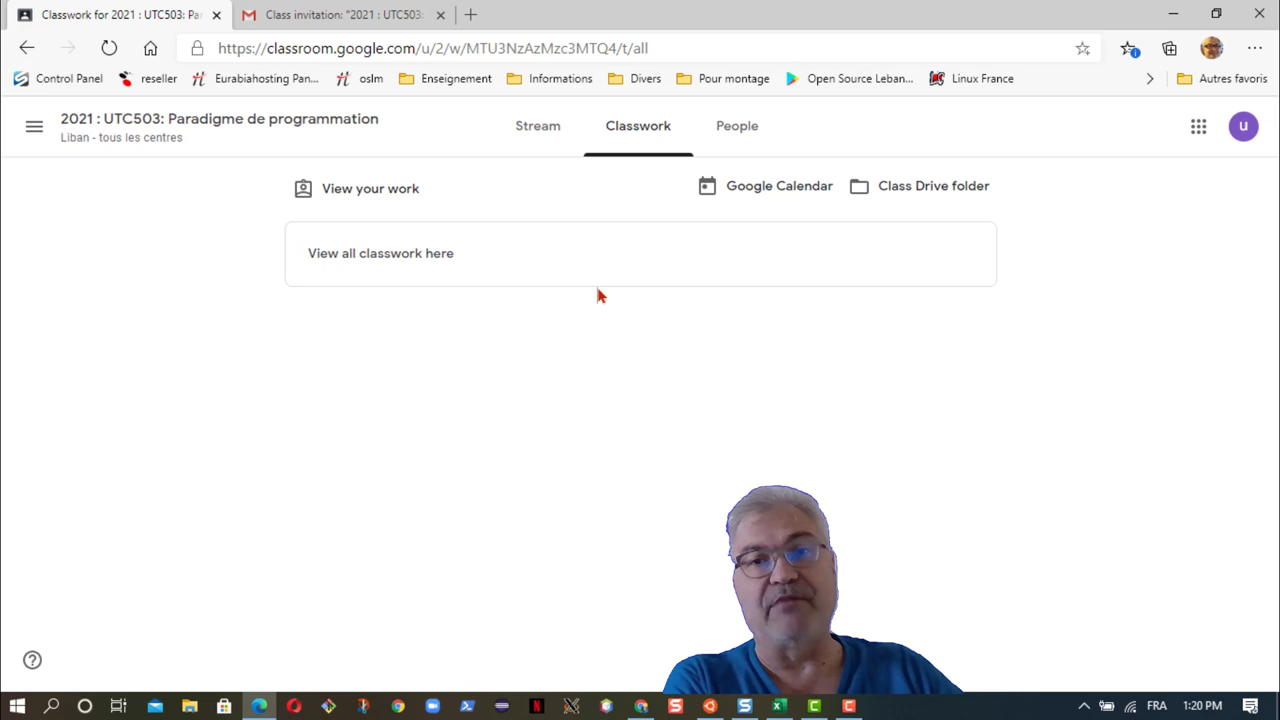 Classwork for 2021 : UTC503: Pa
Class invitation: "2021 : UTC503:
https://classroom.google.com/u/2/w/MTU3NzAzMzc3MTQ4/t/all
Control Panel
reseller
Eurabiahosting Pan...
oslm
Enseignement
Informations
Divers
Pour montage
Open Source Leban...
Linux France
Autres favoris
2021 : UTC503: Paradigme de programmation
Liban - tous les centres
Stream
Classwork
People
u
View your work
Google Calendar
Class Drive folder
View all classwork here
FRA
1:20 PM